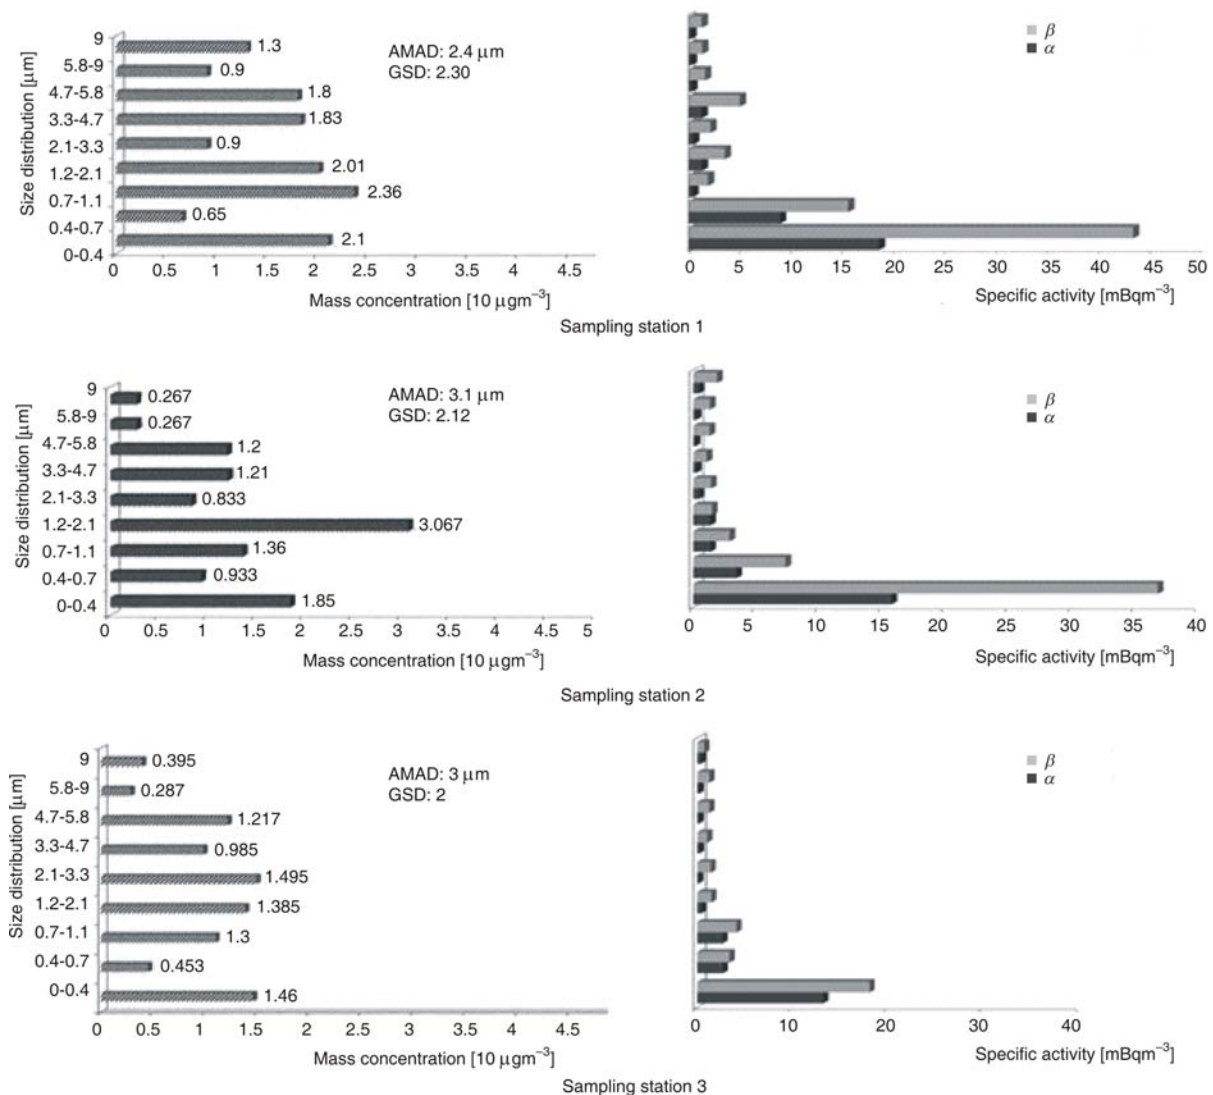 9
5.8-9
4.7-5.8
3.3-4.7
2.1-3.3
1.2-2.1
0.7-1.1
0.4-0.7
0-0.4
Size distribution [μm]
1.3
0.9
1.8
1.83
0.9
2.01
2.36
0.65
2.1
AMAD: 2.4 μm
GSD: 2.30
0 0.5 1 1.5 2 2.5 3 3.5 4 4.5
Mass concentration [10 μgm⁻³]
β
α
0 5 10 15 20 25 30 35 40 45 50
Specific activity [mBqm⁻³]
Sampling station 1
9
5.8-9
4.7-5.8
3.3-4.7
2.1-3.3
1.2-2.1
0.7-1.1
0.4-0.7
0-0.4
Size distribution [μm]
0.267
0.267
1.2
1.21
0.833
3.067
1.36
0.933
1.85
AMAD: 3.1 μm
GSD: 2.12
0 0.5 1 1.5 2 2.5 3 3.5 4 4.5 5
Mass concentration [10 μgm⁻³]
β
α
0 5 10 15 20 25 30 35 40
Specific activity [mBqm⁻³]
Sampling station 2
9
5.8-9
4.7-5.8
3.3-4.7
2.1-3.3
1.2-2.1
0.7-1.1
0.4-0.7
0-0.4
Size distribution [μm]
0.395
0.287
1.217
0.985
1.495
1.385
1.3
0.453
1.46
AMAD: 3 μm
GSD: 2
0 0.5 1 1.5 2 2.5 3 3.5 4 4.5
Mass concentration [10 μgm⁻³]
β
α
0 10 20 30 40
Specific activity [mBqm⁻³]
Sampling station 3